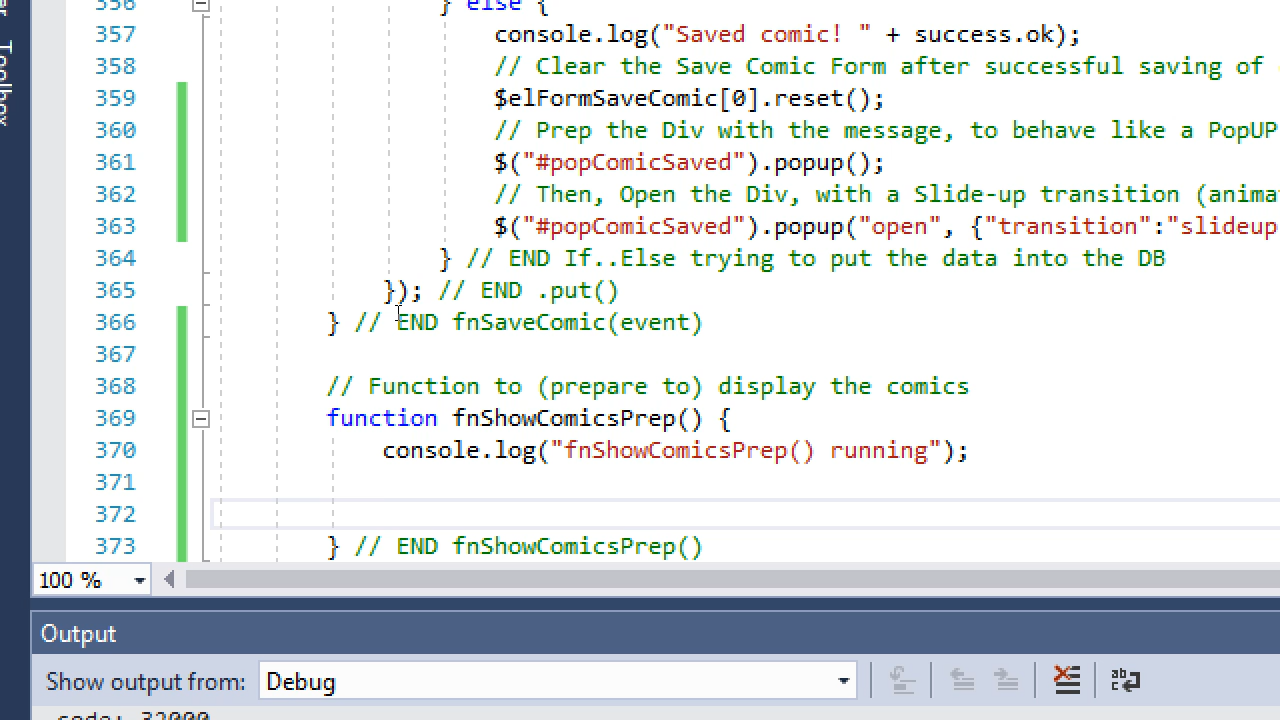 Toolbox
356 } else {
357 console.log("Saved comic! " + success.ok);
358 // Clear the Save Comic Form after successful saving of
359 $elFormSaveComic[0].reset();
360 // Prep the Div with the message, to behave like a PopUP
361 $("#popComicSaved").popup();
362 // Then, Open the Div, with a Slide-up transition (anima
363 $("#popComicSaved").popup("open", {"transition":"slideup
364 } // END If..Else trying to put the data into the DB
365 }); // END .put()
366 } // END fnSaveComic(event)
367
368 // Function to (prepare to) display the comics
369 function fnShowComicsPrep() {
370 console.log("fnShowComicsPrep() running");
371
372
373 } // END fnShowComicsPrep()
100 %
Output
Show output from: Debug
code: 32000